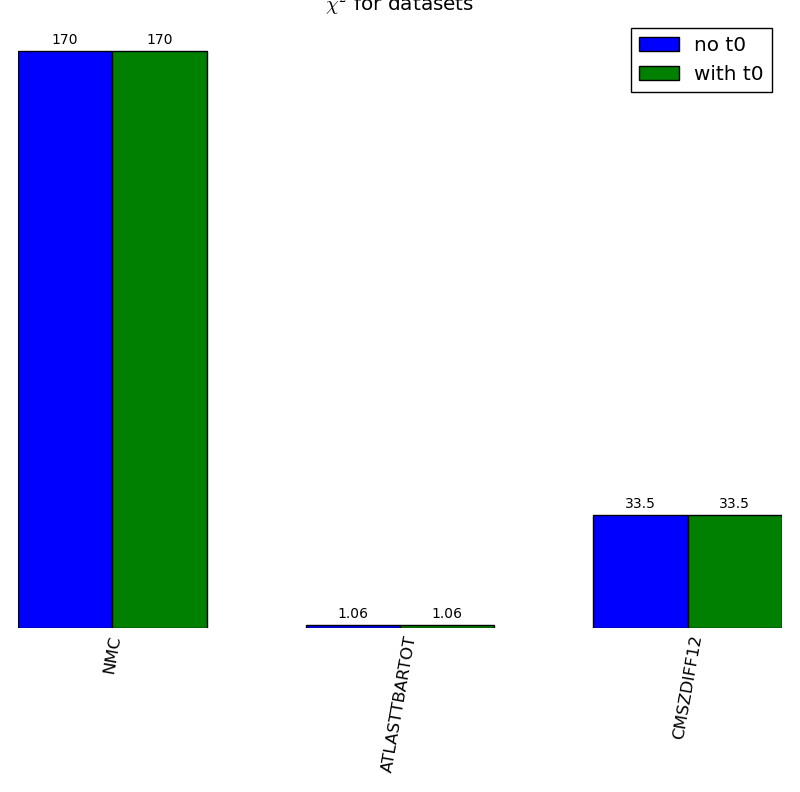 χ² for datasets
170 170
no t0
with t0
33.5 33.5
1.06 1.06
NMC
ATLASTTBARTOT
CMSZDIFF12